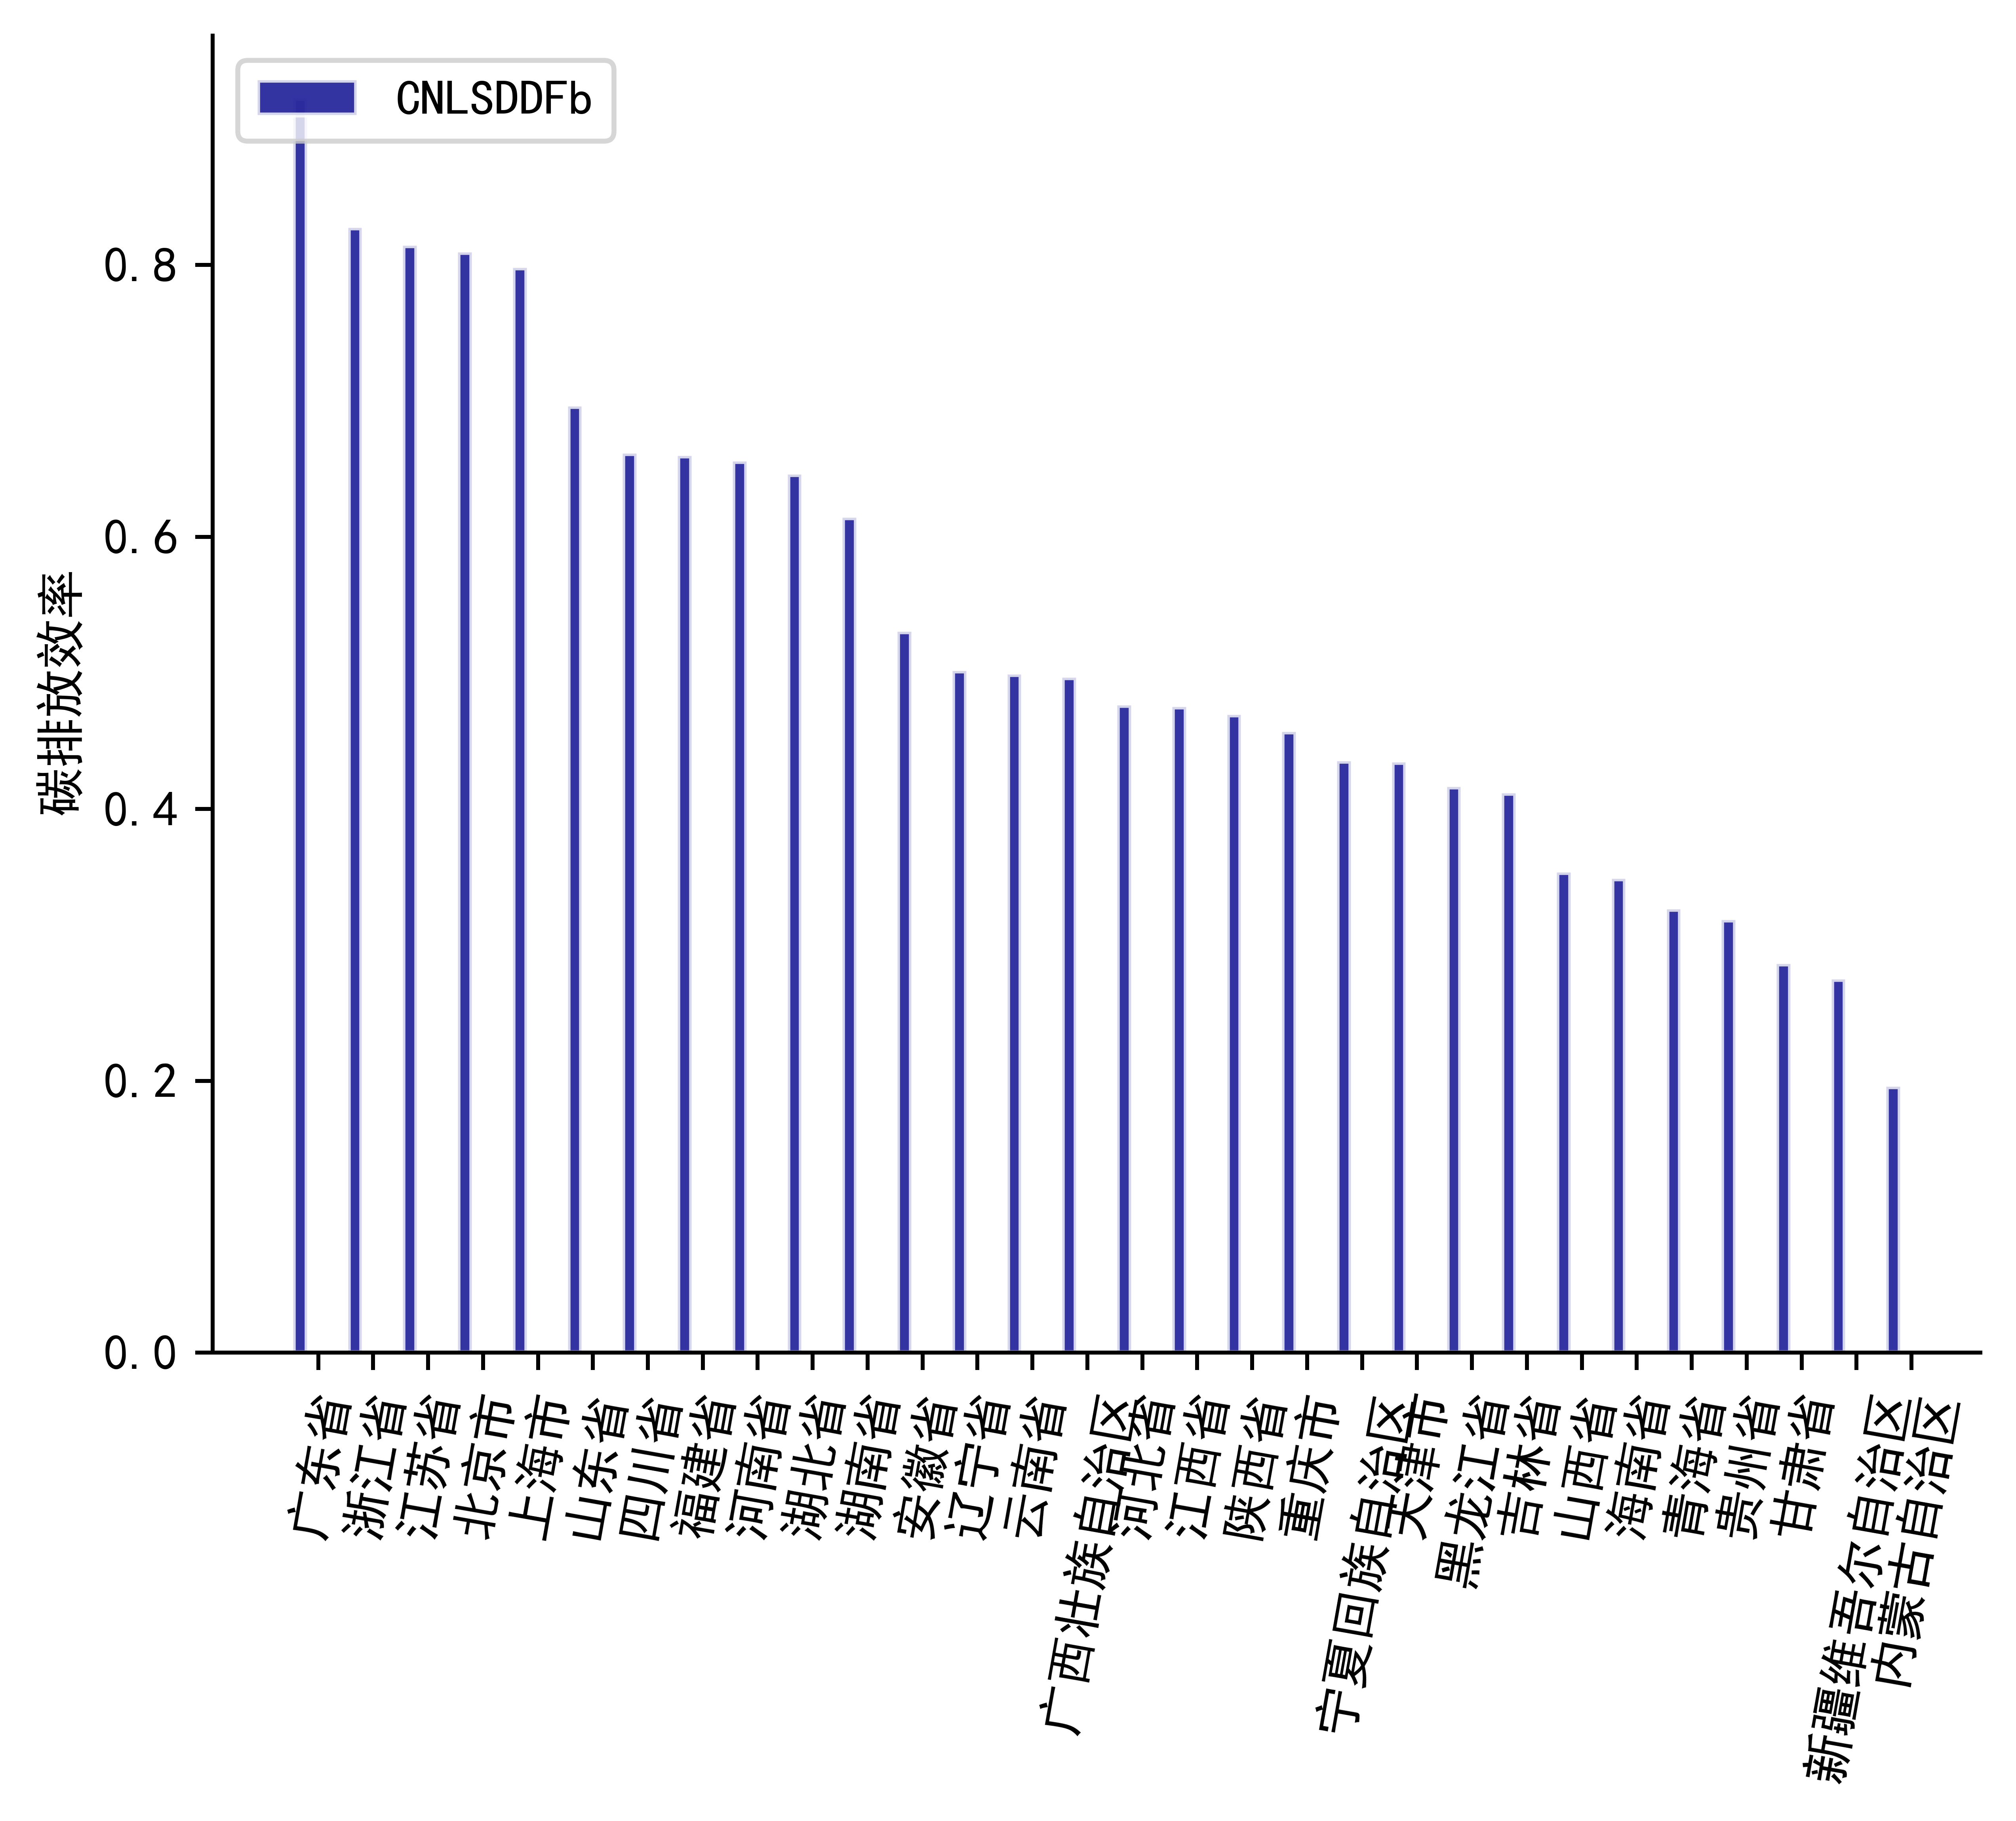 CNLSDDFb
碳排放效率
0.8
0.6
0.4
0.2
0.0
广东省
浙江省
江苏省
北京市
上海市
山东省
四川省
福建省
河南省
湖北省
湖南省
安徽省
辽宁省
云南省
广西壮族自治区
河北省
江西省
陕西省
重庆市
宁夏回族自治区
天津市
黑龙江省
吉林省
山西省
海南省
青海省
贵州省
甘肃省
新疆维吾尔自治区
内蒙古自治区